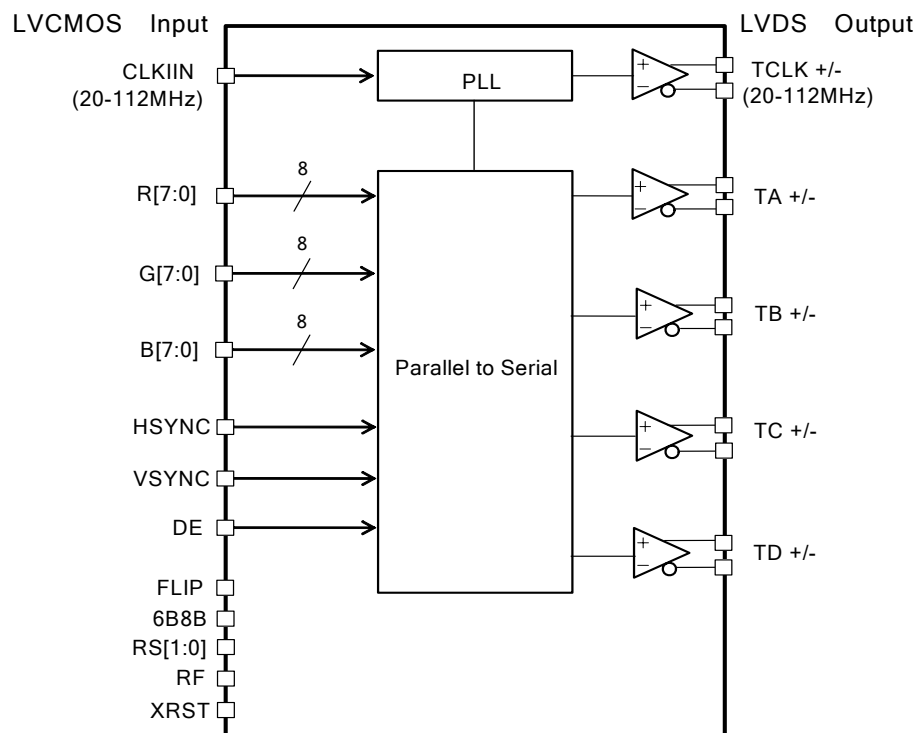 LVCMOS Input
LVDS Output
CLKIIN
(20-112MHz)
PLL
+
−
TCLK +/-
(20-112MHz)
R[7:0]
8
+
−
TA +/-
G[7:0]
8
+
−
TB +/-
B[7:0]
8
Parallel to Serial
HSYNC
+
−
TC +/-
VSYNC
DE
+
−
TD +/-
FLIP
6B8B
RS[1:0]
RF
XRST